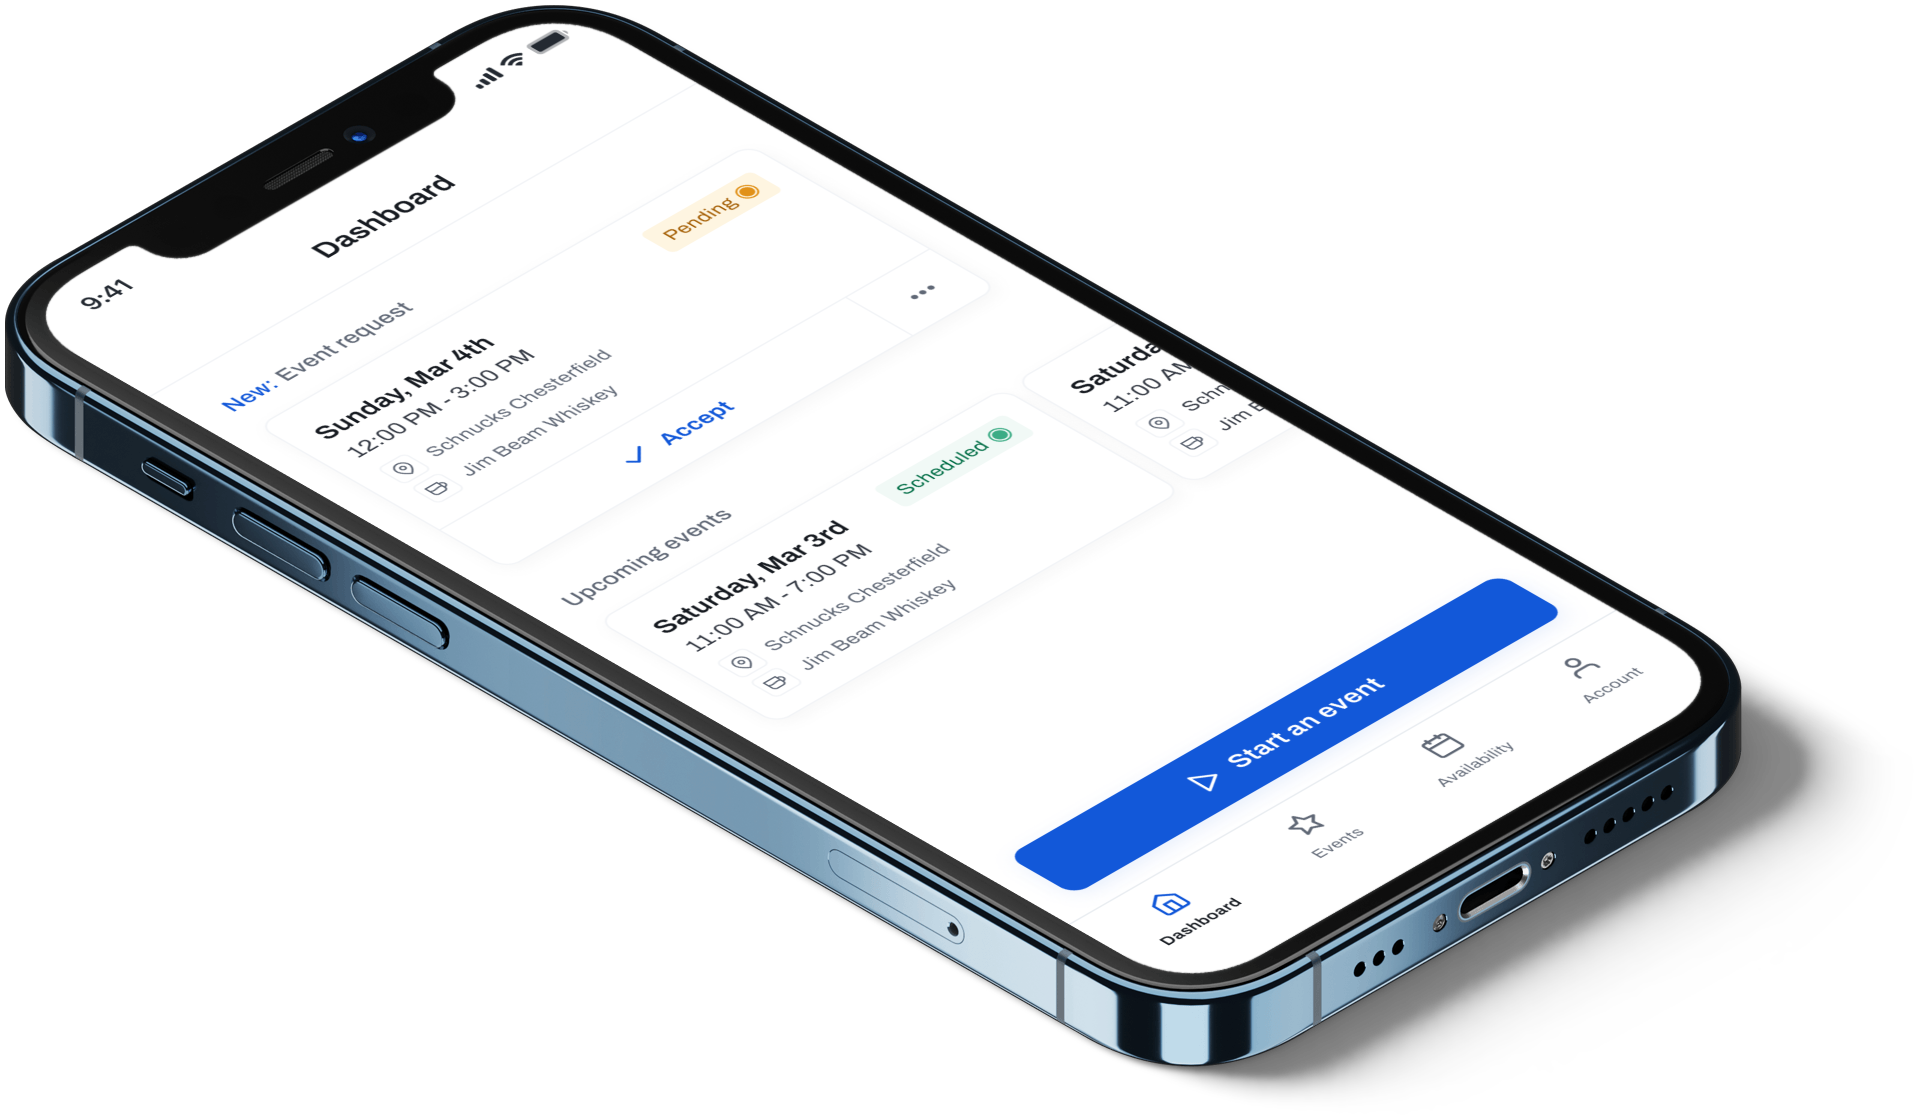 9:41
Dashboard
New: Event request
Sunday, Mar 4th
Pending
12:00 PM - 3:00 PM
Schnucks Chesterfield
Jim Beam Whiskey
Accept
Upcoming events
Saturday, Mar 3rd
Scheduled
11:00 AM - 7:00 PM
Schnucks Chesterfield
Jim Beam Whiskey
Saturda
11:00 AM
Schn
Jim B
Start an event
Dashboard
Events
Availability
Account